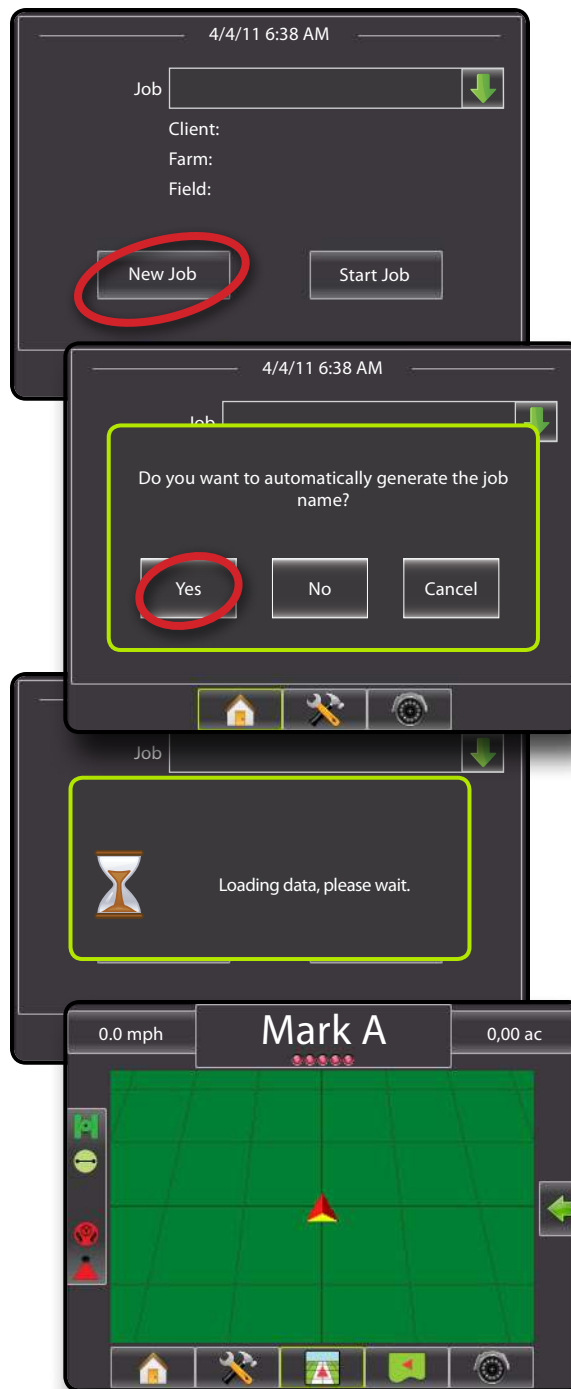 4/4/11 6:38 AM
Job
Client:
Farm:
Field:
New Job
Start Job
4/4/11 6:38 AM
Job
Do you want to automatically generate the job
name?
Yes
No
Cancel
Job
Loading data, please wait.
0.0 mph
Mark A
0,00 ac